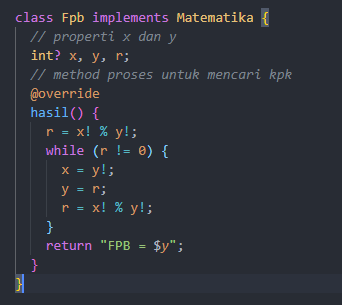 class Fpb implements Matematika {
  // properti x dan y
  int? x, y, r;
  // method proses untuk mencari kpk
  @override
  hasil() {
    r = x! % y!;
    while (r != 0) {
      x = y!;
      y = r;
      r = x! % y!;
    }
    return "FPB = $y";
  }
}